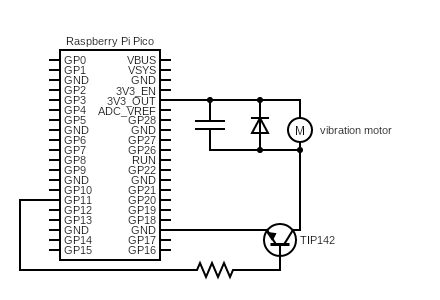 Raspberry Pi Pico
GP0 VBUS
GP1 VSYS
GND GND
GP2 3V3_EN
GP3 3V3_OUT
GP4 ADC_VREF
GP5 GP28
GND GND
GP6 GP27
GP7 GP26
GP8 RUN
GP9 GP22
GND GND
GP10 GP21
GP11 GP20
GP12 GP19
GP13 GP18
GND GND
GP14 GP17
GP15 GP16
M vibration motor
TIP142